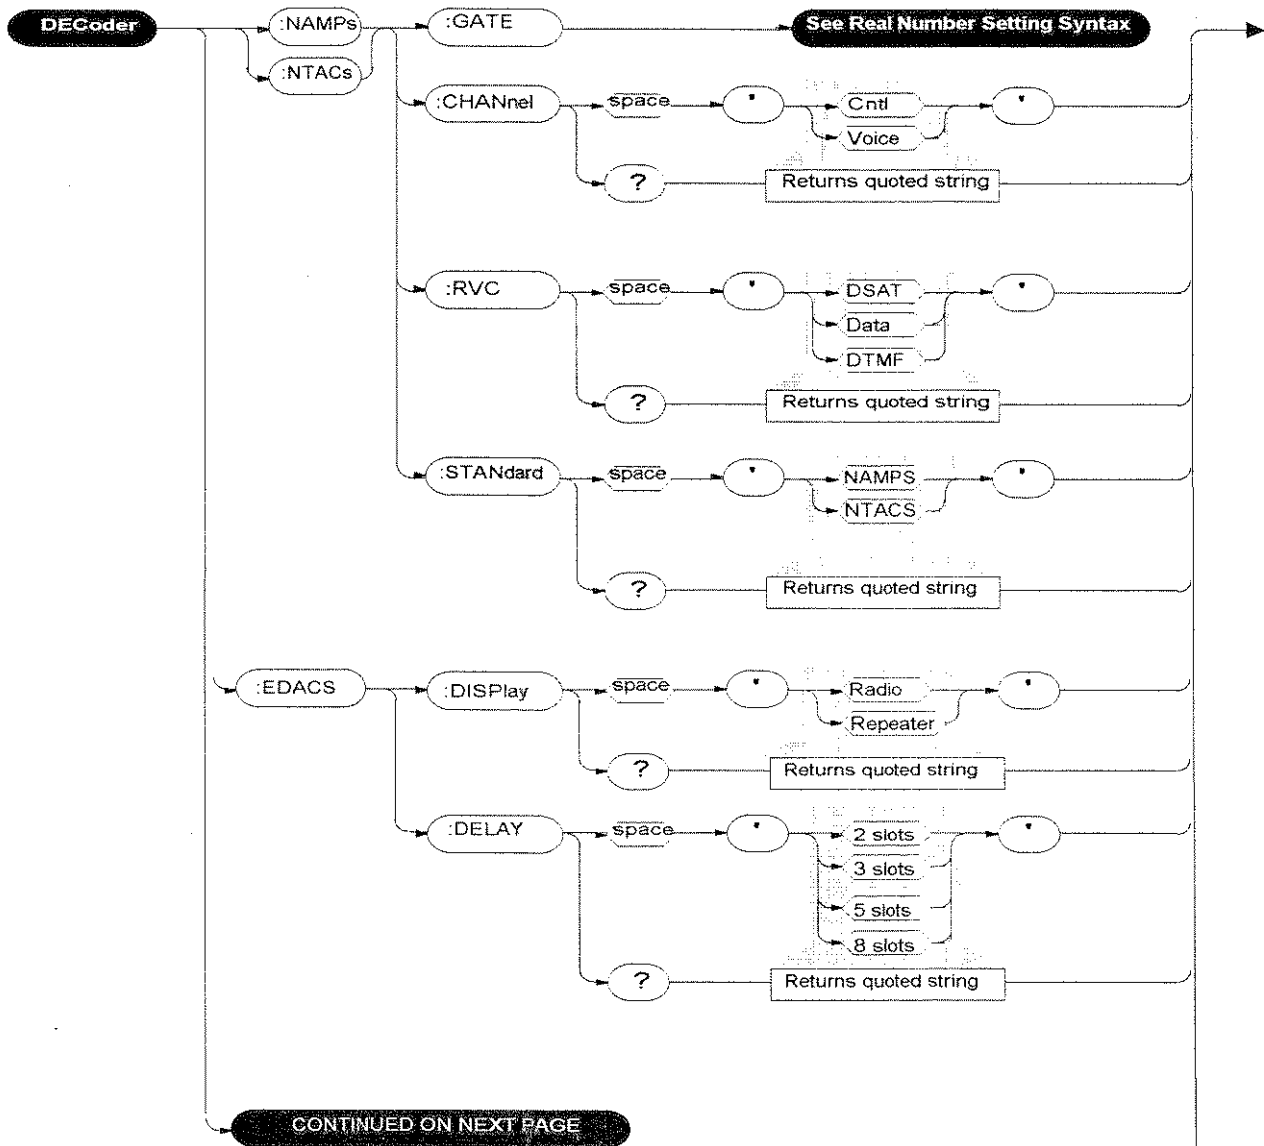 DECoder
:NAMPs
:NTACs
:GATE
See Real Number Setting Syntax
:CHANnel
space
'
Cntl
Voice
'
?
Returns quoted string
:RVC
space
'
DSAT
Data
DTMF
'
?
Returns quoted string
:STANdard
space
'
NAMPS
NTACS
'
?
Returns quoted string
:EDACS
:DISPlay
space
'
Radio
Repeater
'
?
Returns quoted string
:DELAY
space
'
2 slots
3 slots
5 slots
8 slots
'
?
Returns quoted string
CONTINUED ON NEXT PAGE